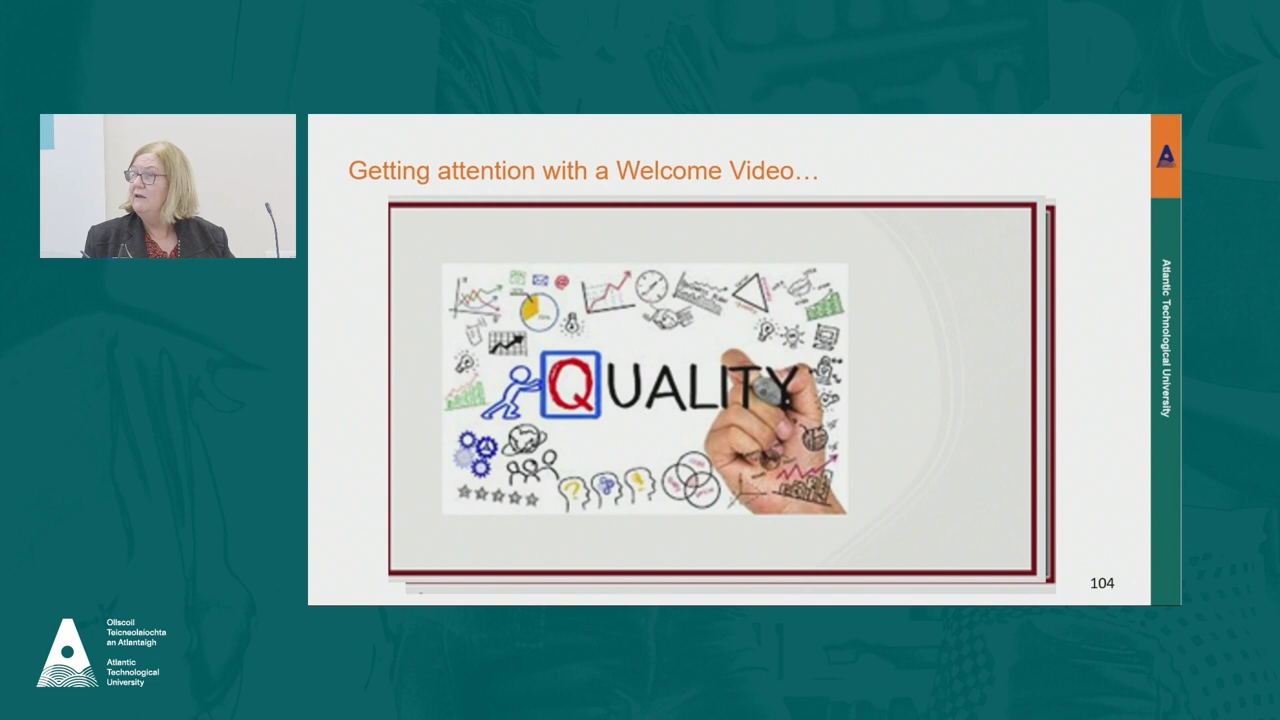 Getting attention with a Welcome Video…
QUALITY
104
Atlantic Technological University
Ollscoil
Teicneolaíochta
an Atlantaigh
Atlantic
Technological
University